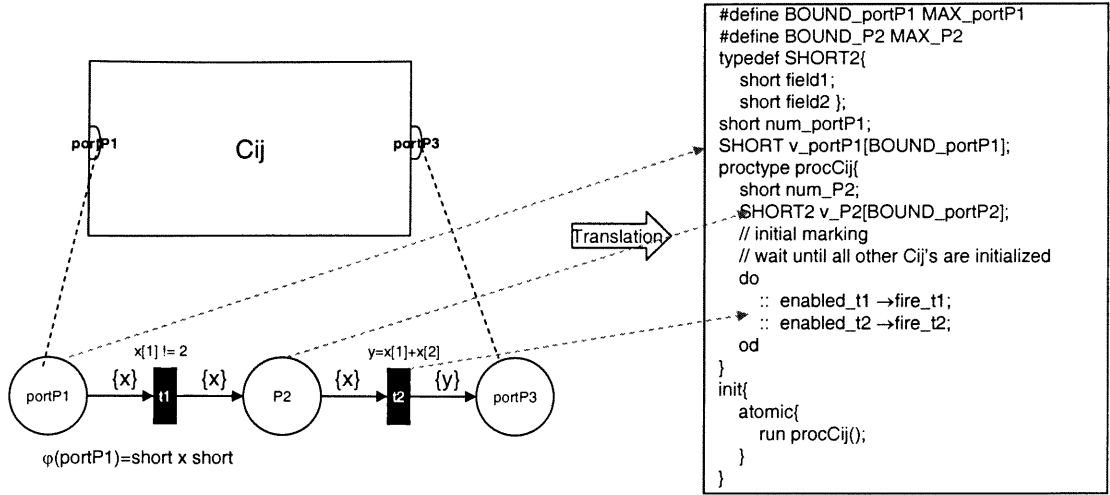 portP1
Cij
portP3
Translation
x[1] != 2
y=x[1]+x[2]
portP1
{x}
t1
{x}
P2
{x}
t2
{y}
portP3
φ(portP1)=short x short
#define BOUND_portP1 MAX_portP1
#define BOUND_P2 MAX_P2
typedef SHORT2{
short field1;
short field2 };
short num_portP1;
SHORT v_portP1[BOUND_portP1];
proctype procCij{
short num_P2;
SHORT2 v_P2[BOUND_portP2];
// initial marking
// wait until all other Cij's are initialized
do
:: enabled_t1 →fire_t1;
:: enabled_t2 →fire_t2;
od
}
init{
atomic{
run procCij();
}
}